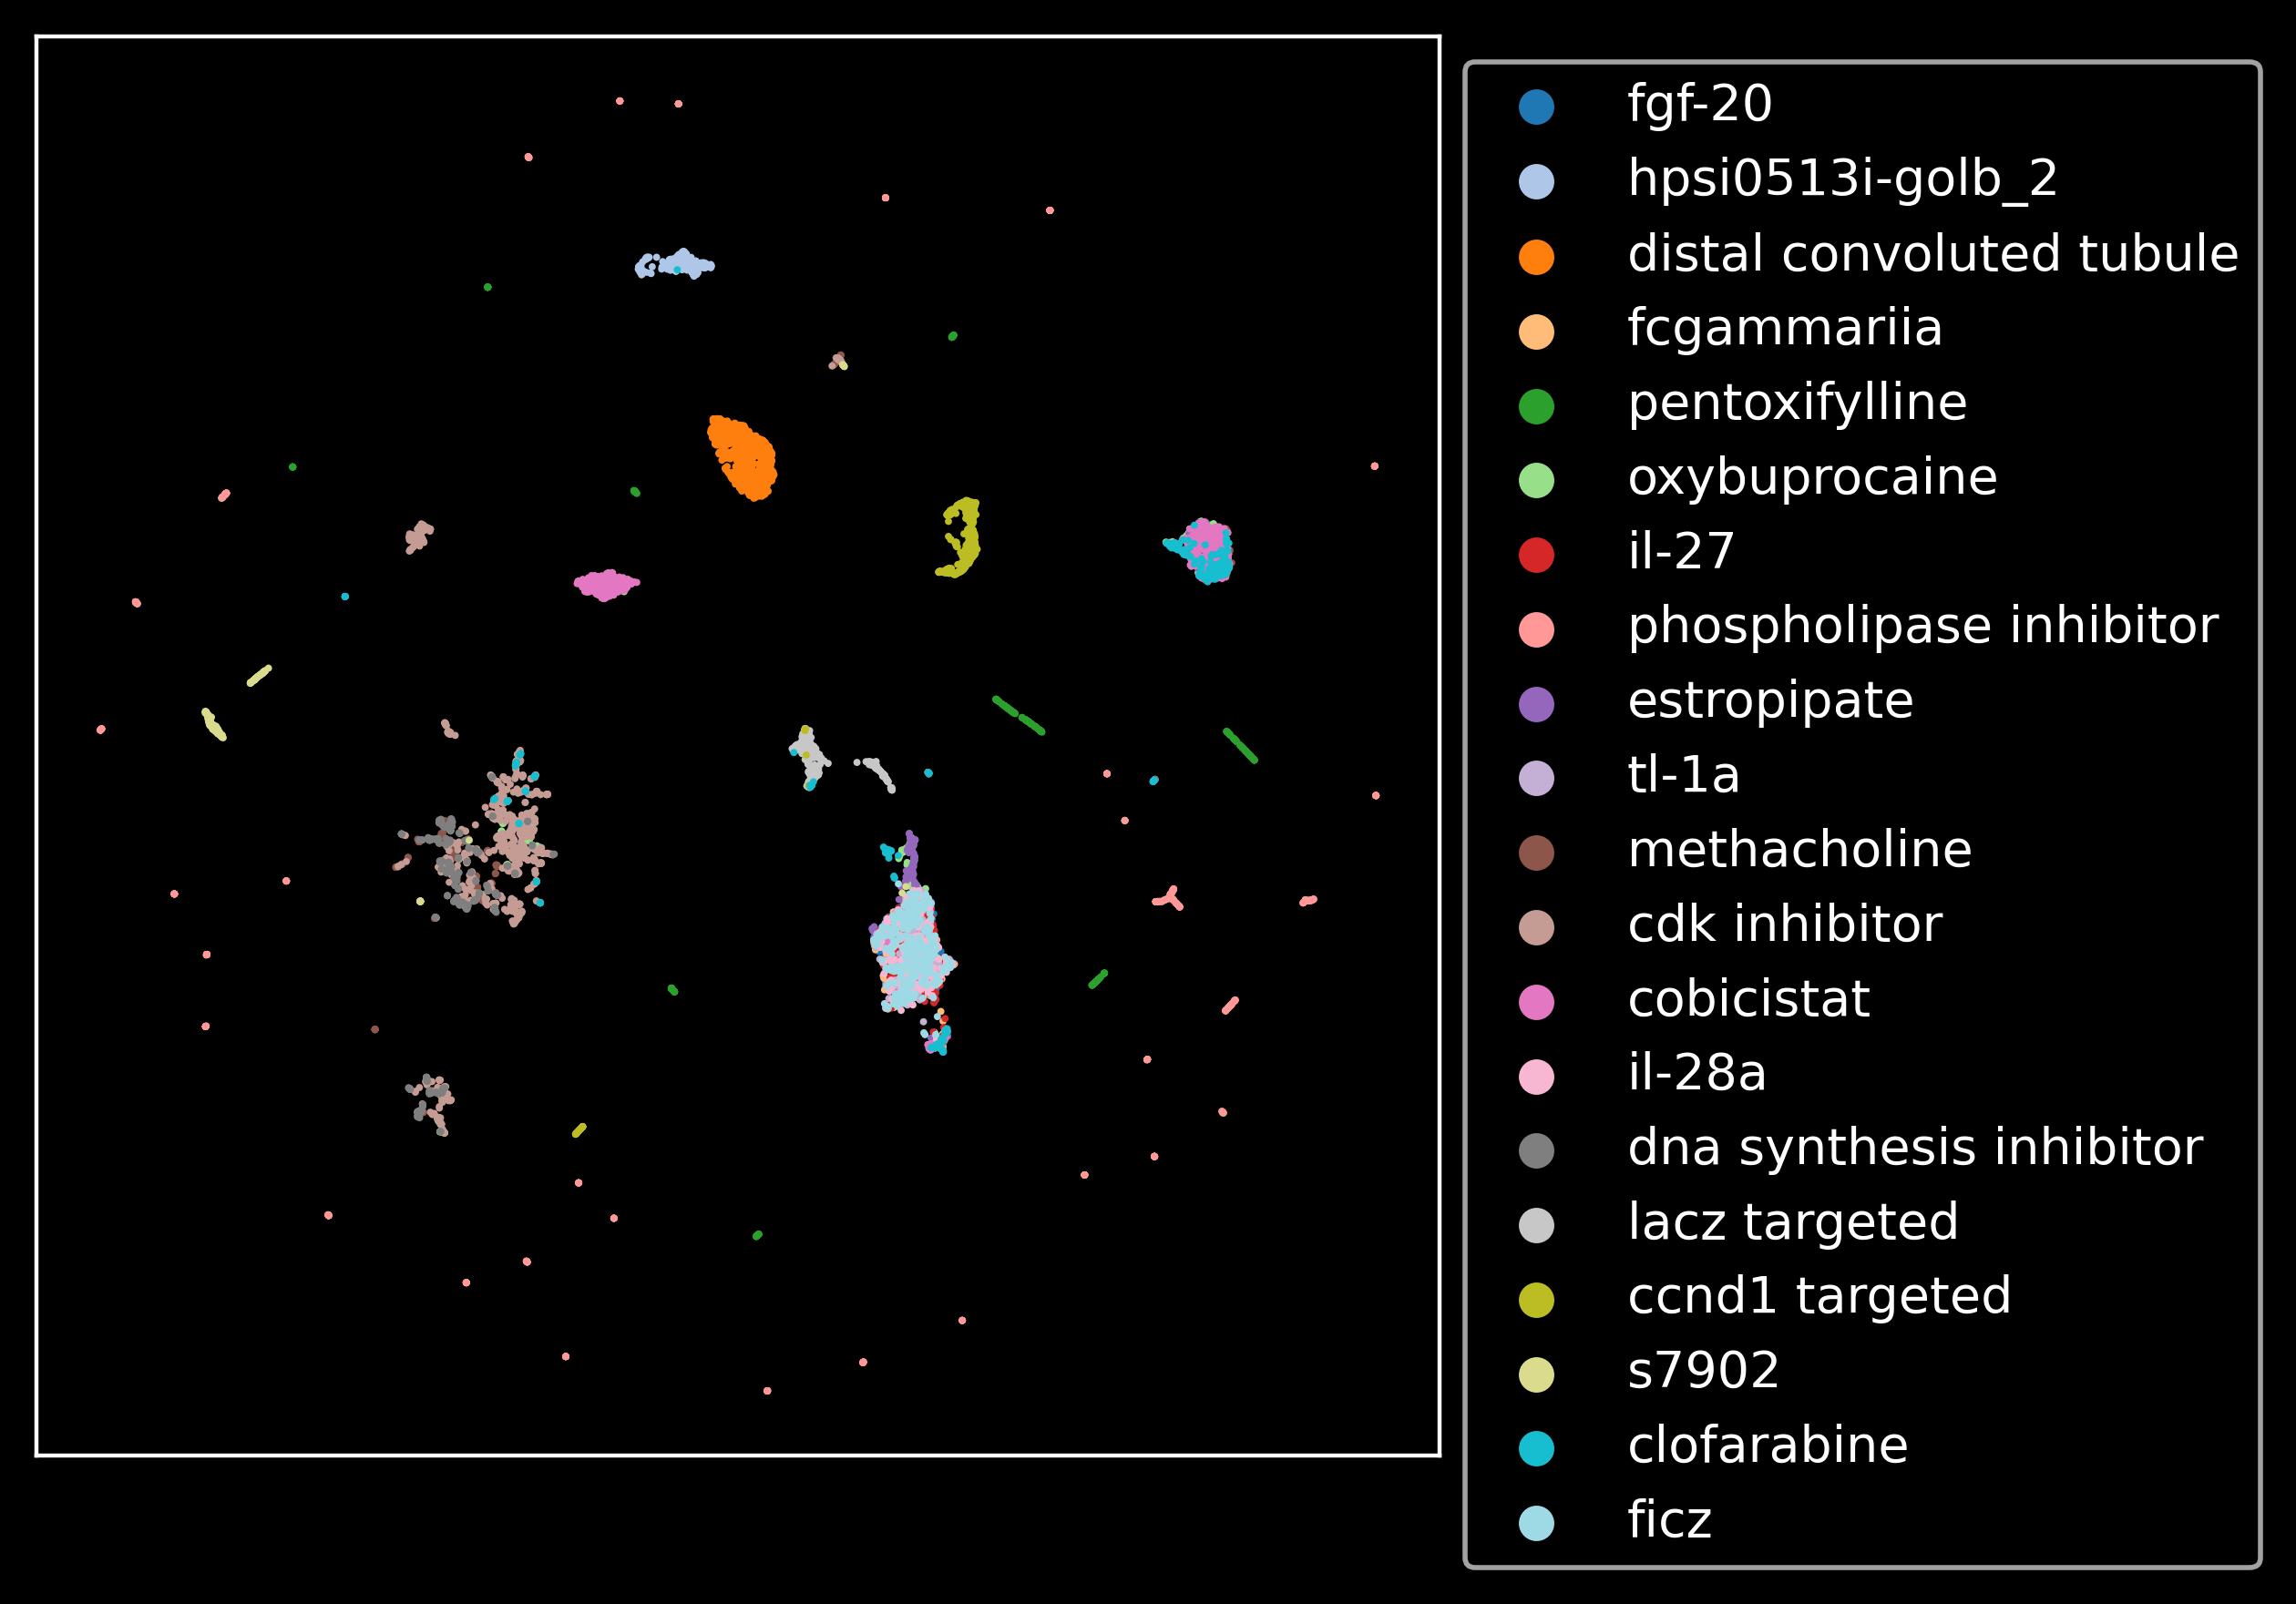 fgf-20
hpsi0513i-golb_2
distal convoluted tubule
fcgammariia
pentoxifylline
oxybuprocaine
il-27
phospholipase inhibitor
estropipate
tl-1a
methacholine
cdk inhibitor
cobicistat
il-28a
dna synthesis inhibitor
lacz targeted
ccnd1 targeted
s7902
clofarabine
ficz